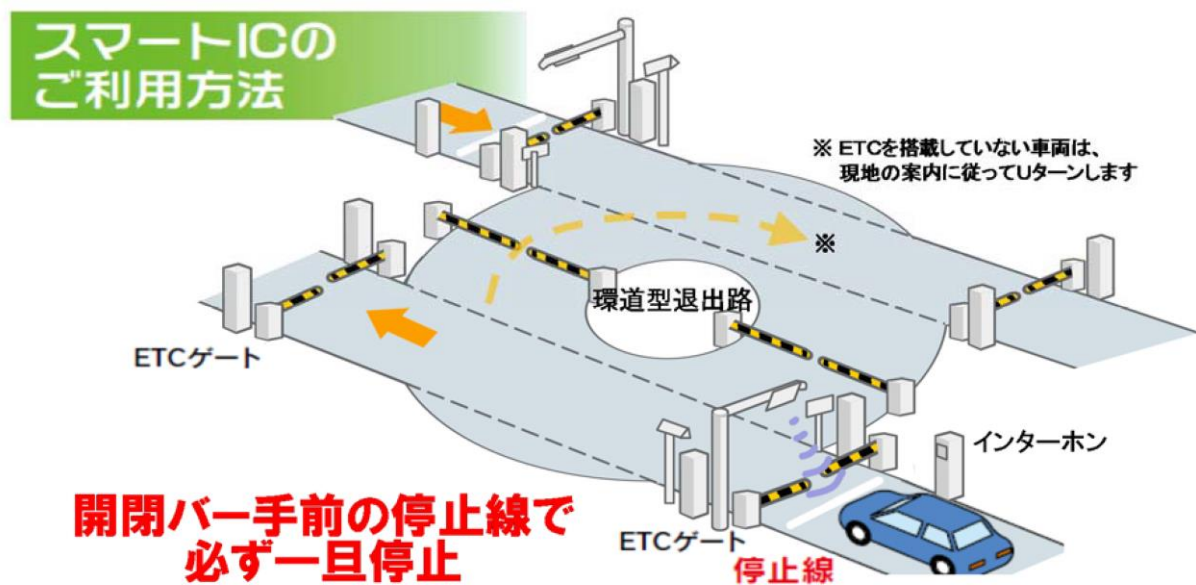 スマートICの
ご利用方法
※ ETCを搭載していない車両は、
現地の案内に従ってUターンします
※
環道型退出路
ETCゲート
インターホン
開閉バー手前の停止線で
必ず一旦停止
ETCゲート
停止線